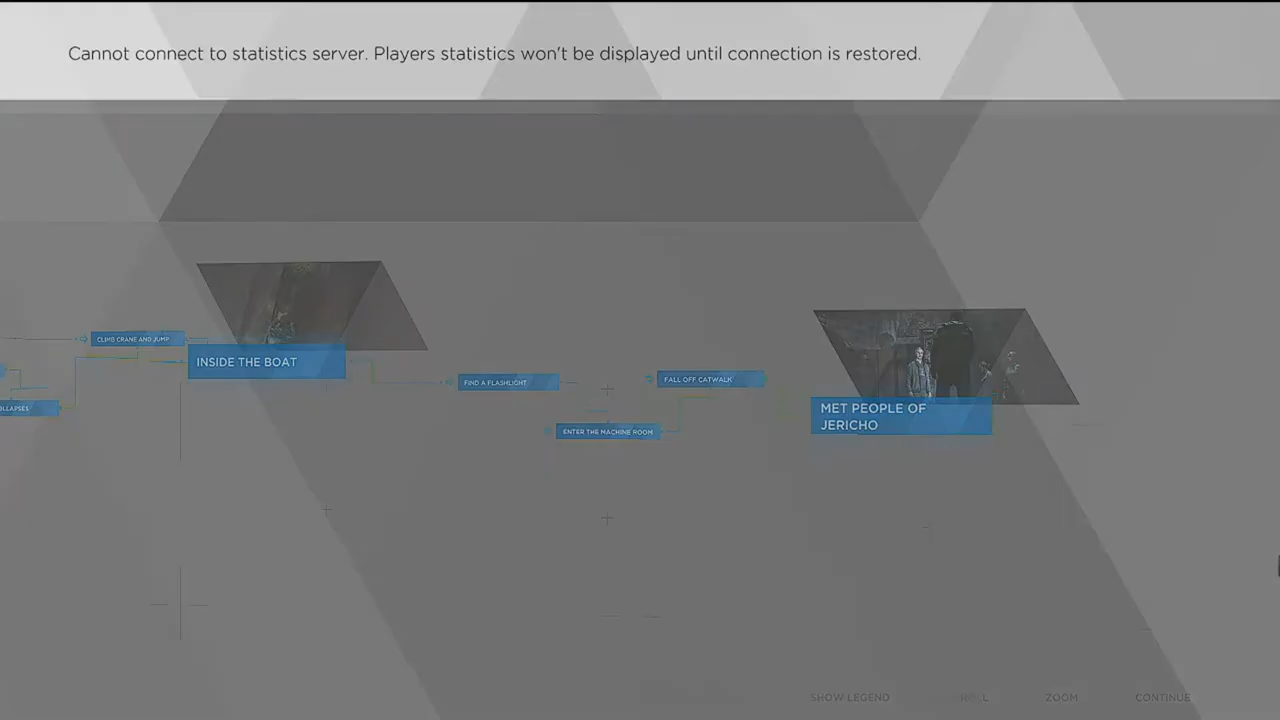 Cannot connect to statistics server. Players statistics won't be displayed until connection is restored.
CLIMB CRANE AND JUMP
INSIDE THE BOAT
FIND A FLASHLIGHT
FALL OFF CATWALK
OLLAPSES
MET PEOPLE OF
JERICHO
ENTER THE MACHINE ROOM
SHOW LEGEND
ZOOM
CONTINUE